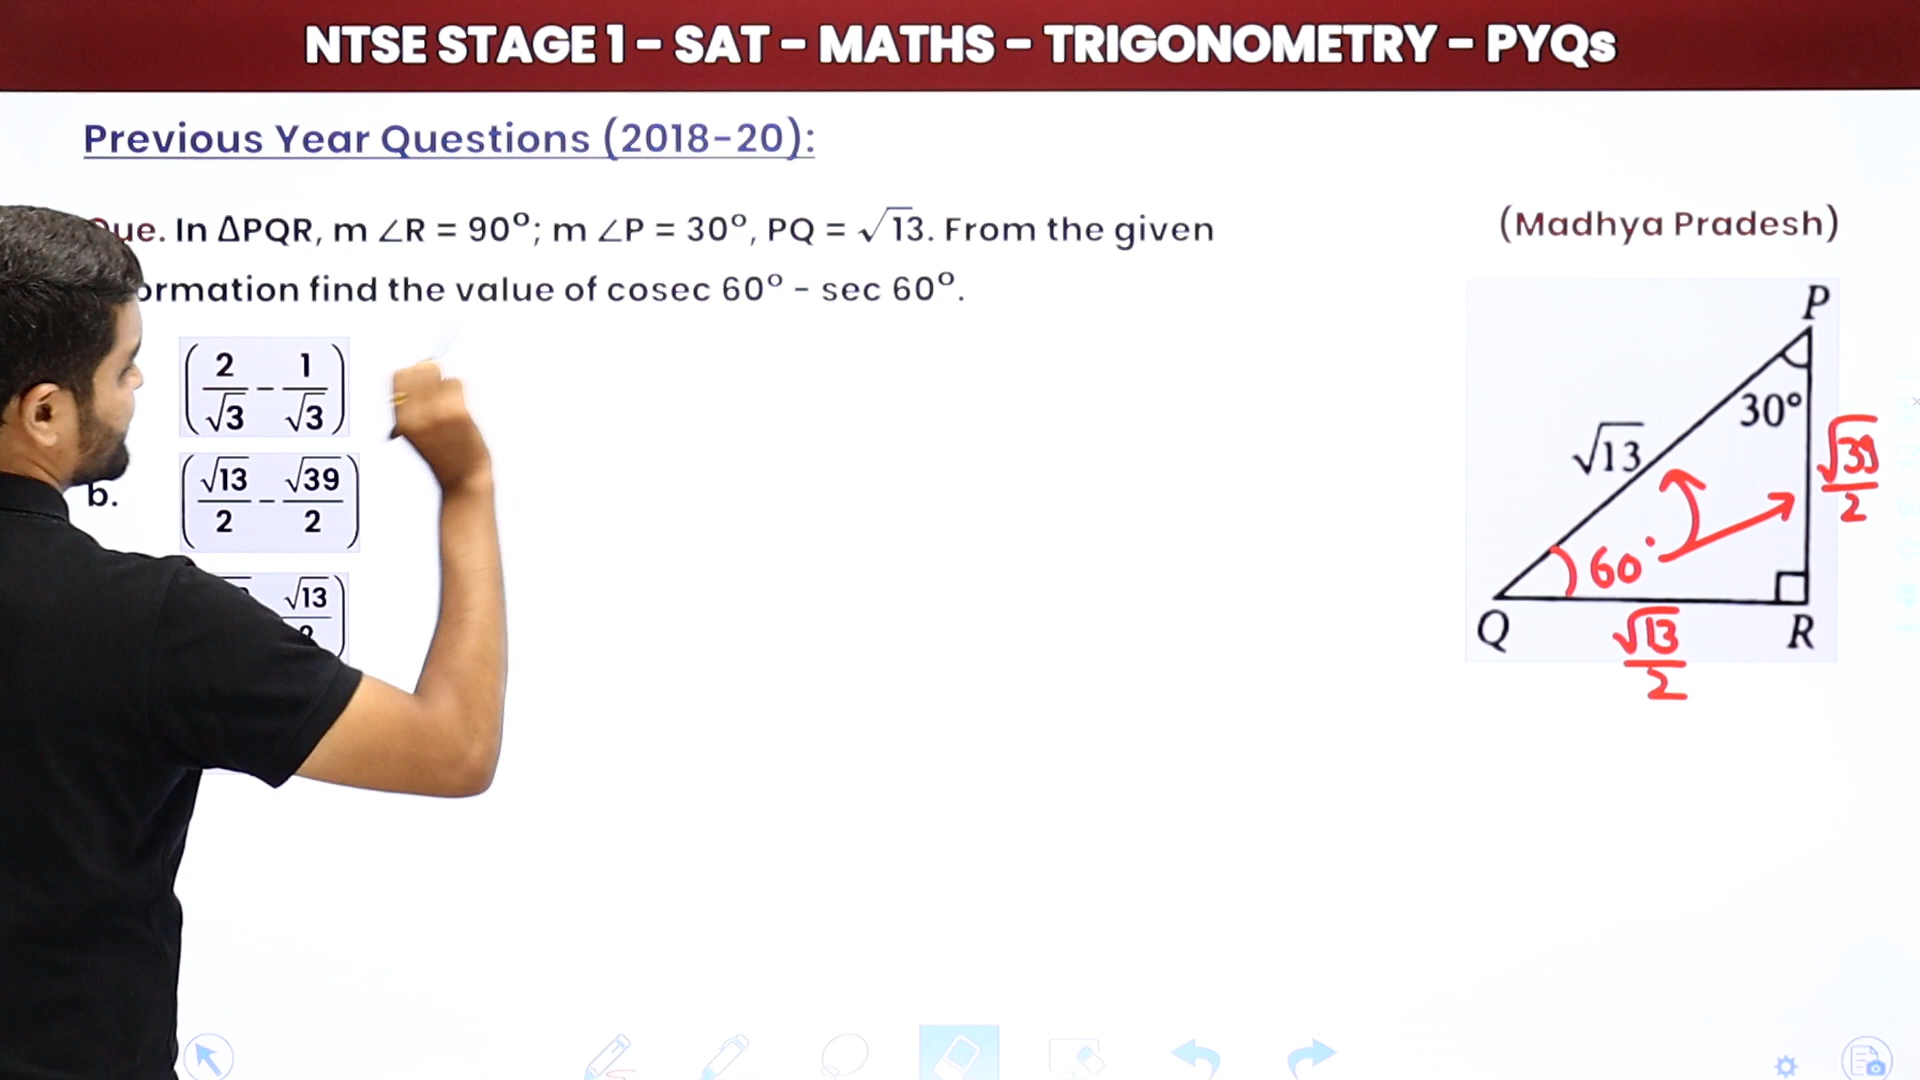 NTSE STAGE 1 – SAT – MATHS – TRIGONOMETRY – PYQs
Previous Year Questions (2018-20):
In ΔPQR, m ∠R = 90°; m ∠P = 30°, PQ = √13. From the given
(Madhya Pradesh)
find the value of cosec 60° - sec 60°.
(2/√3 - 1/√3)
b. (√13/2 - √39/2)
√13
P
30°
√13
√39/2
60°
Q
R
√13/2